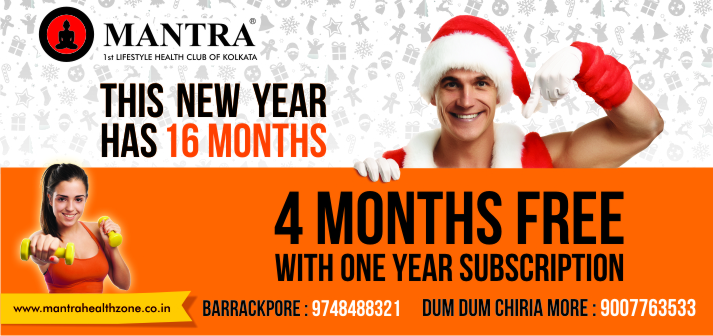 MANTRA®
1st LIFESTYLE HEALTH CLUB OF KOLKATA
THIS NEW YEAR
HAS 16 MONTHS
4 MONTHS FREE
WITH ONE YEAR SUBSCRIPTION
www.mantrahealthzone.co.in
BARRACKPORE : 9748488321 DUM DUM CHIRIA MORE : 9007763533